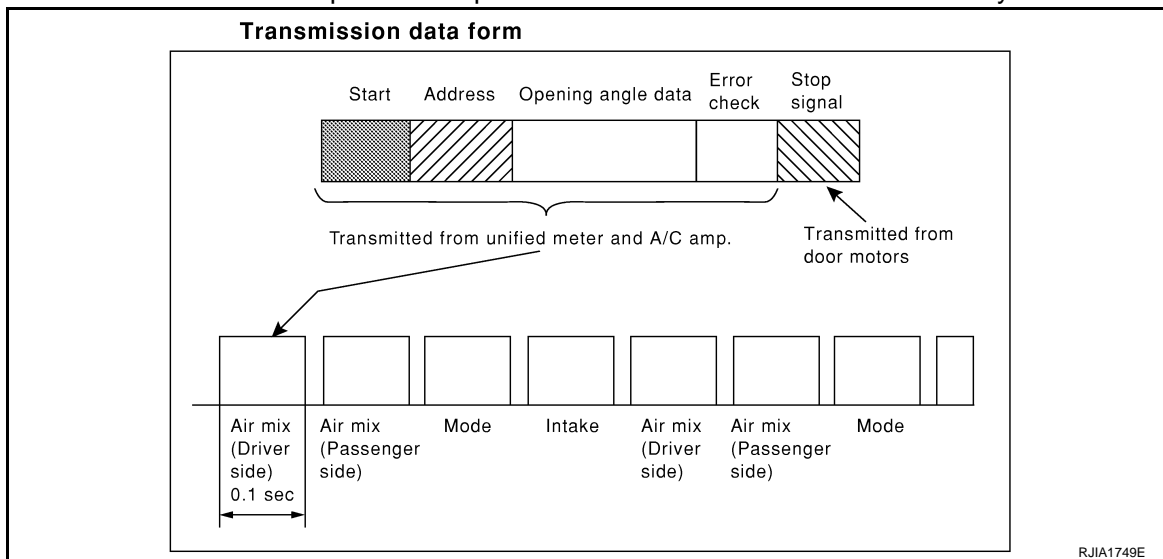 Transmission data form
Start Address Opening angle data Error check Stop signal
Transmitted from unified meter and A/C amp.
Transmitted from
door motors
Air mix
(Driver
side)
0.1 sec
Air mix
(Passenger
side)
Mode
Intake
Air mix
(Driver
side)
Air mix
(Passenger
side)
Mode
RJIA1749E